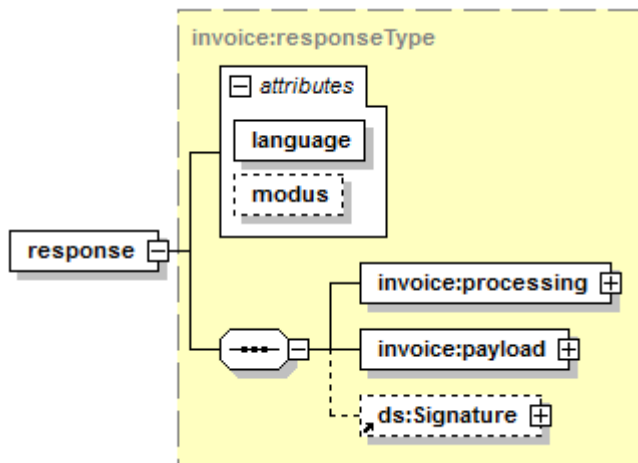 invoice:responseType
attributes
language
modus
response
invoice:processing
invoice:payload
ds:Signature